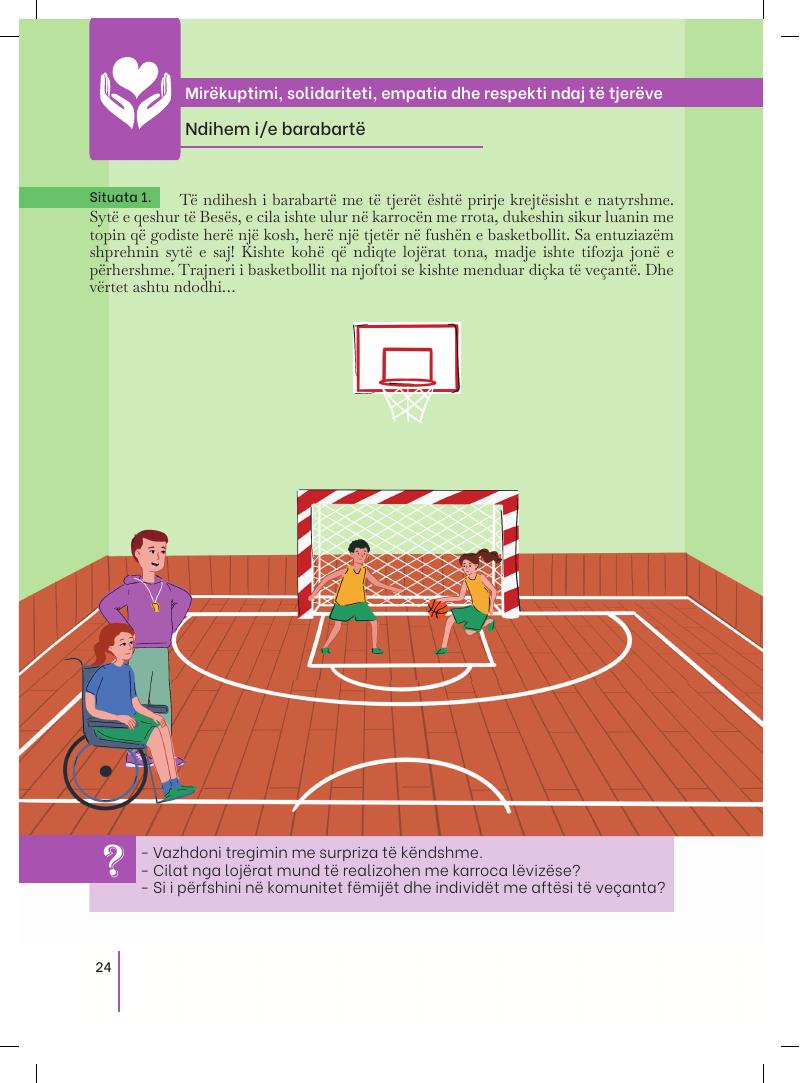 Mirëkuptimi, solidariteti, empatia dhe respekti ndaj të tjerëve
Ndihem i/e barabartë
Situata 1. Të ndihesh i barabartë me të tjerët është prirje krejtësisht e natyrshme.
Sytë e qeshur të Besës, e cila ishte ulur në karrocën me rrota, dukeshin sikur luanin me
topin që godiste herë një kosh, herë një tjetër në fushën e basketbollit. Sa entuziazëm
shprehnin sytë e saj! Kishte kohë që ndiqte lojërat tona, madje ishte tifozja jonë e
përhershme. Trajneri i basketbollit na njoftoi se kishte menduar diçka të veçantë. Dhe
vërtet ashtu ndodhi…
?
- Vazhdoni tregimin me surpriza të këndshme.
- Cilat nga lojërat mund të realizohen me karroca lëvizëse?
- Si i përfshini në komunitet fëmijët dhe individët me aftësi të veçanta?
24